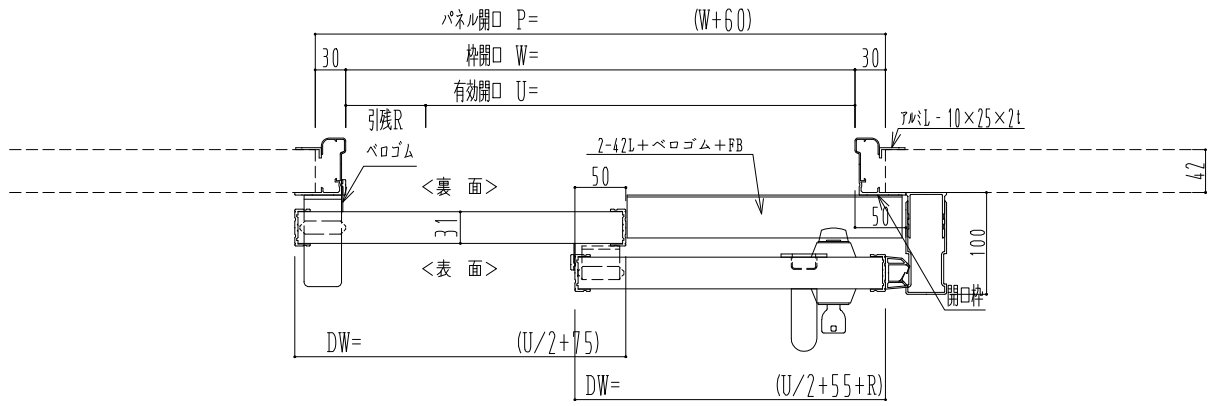 パネル開口 P= (W+60)
30 枠開口 W= 30
有効開口 U=
引残R
ベロゴム
アルミL - 10×25×2t
2-42L+ベロゴム+FB
42
<裏 面>
50
50
31
100
<表 面>
開口枠
DW= (U/2+75)
DW= (U/2+55+R)